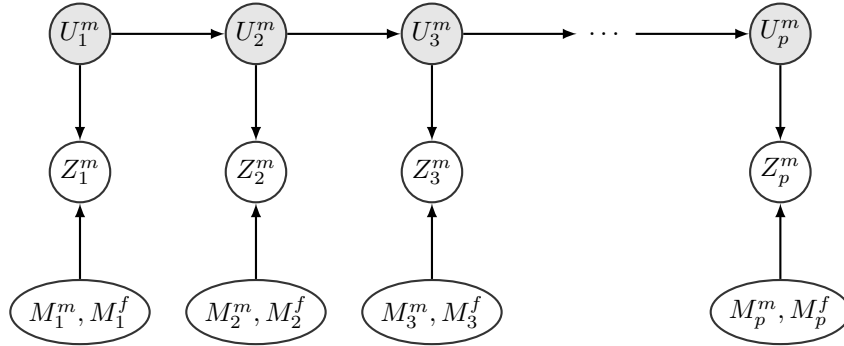 U_1^m U_2^m U_3^m ··· U_p^m
Z_1^m Z_2^m Z_3^m Z_p^m
M_1^m, M_1^f M_2^m, M_2^f M_3^m, M_3^f M_p^m, M_p^f